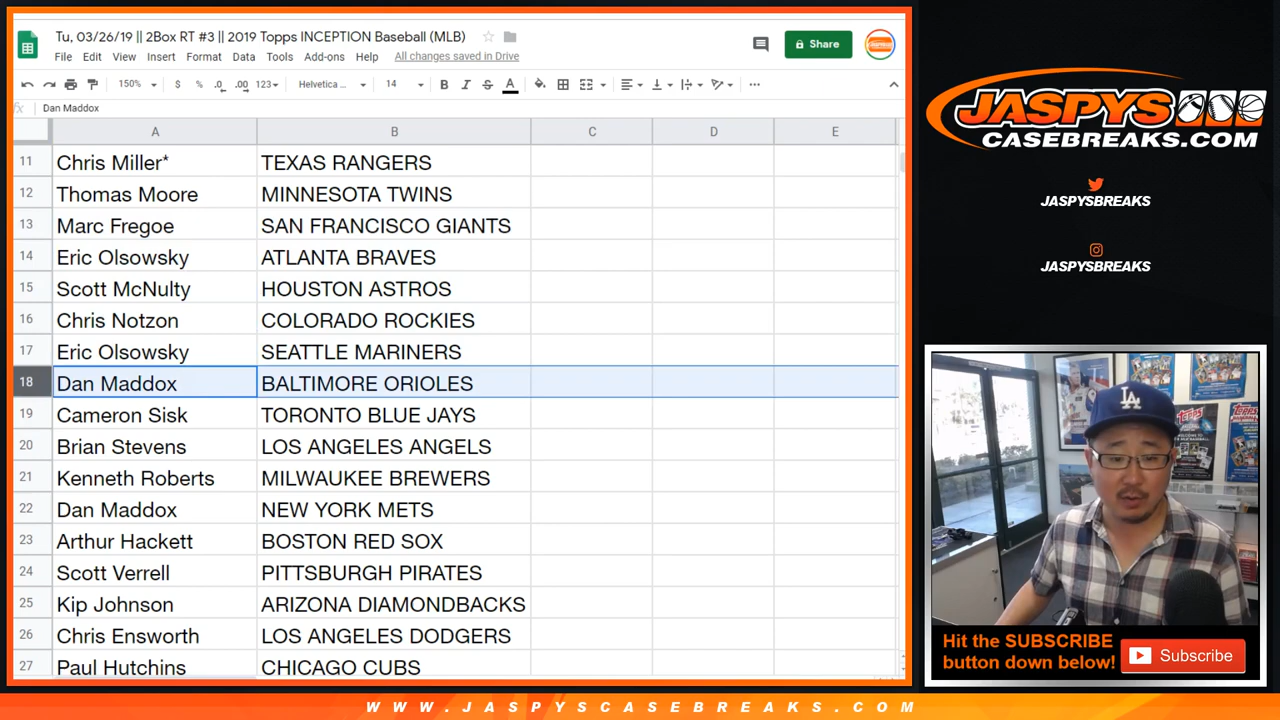 Tu, 03/26/19 || 2Box RT #3 || 2019 Topps INCEPTION Baseball (MLB)
File Edit View Insert Format Data Tools Add-ons Help All changes saved in Drive
Share
150% $ % .0 .00 123 Helvetica ... 14 B I S A
fx Dan Maddox
A B C D E
11 Chris Miller* TEXAS RANGERS
12 Thomas Moore MINNESOTA TWINS
13 Marc Fregoe SAN FRANCISCO GIANTS
14 Eric Olsowsky ATLANTA BRAVES
15 Scott McNulty HOUSTON ASTROS
16 Chris Notzon COLORADO ROCKIES
17 Eric Olsowsky SEATTLE MARINERS
18 Dan Maddox BALTIMORE ORIOLES
19 Cameron Sisk TORONTO BLUE JAYS
20 Brian Stevens LOS ANGELES ANGELS
21 Kenneth Roberts MILWAUKEE BREWERS
22 Dan Maddox NEW YORK METS
23 Arthur Hackett BOSTON RED SOX
24 Scott Verrell PITTSBURGH PIRATES
25 Kip Johnson ARIZONA DIAMONDBACKS
26 Chris Ensworth LOS ANGELES DODGERS
27 Paul Hutchins CHICAGO CUBS
JASPYS
CASEBREAKS.COM
JASPYSBREAKS
JASPYSBREAKS
TOPPS
TOPPS
LA
Hit the SUBSCRIBE
button down below!
Subscribe
WWW.JASPYSCASEBREAKS.COM